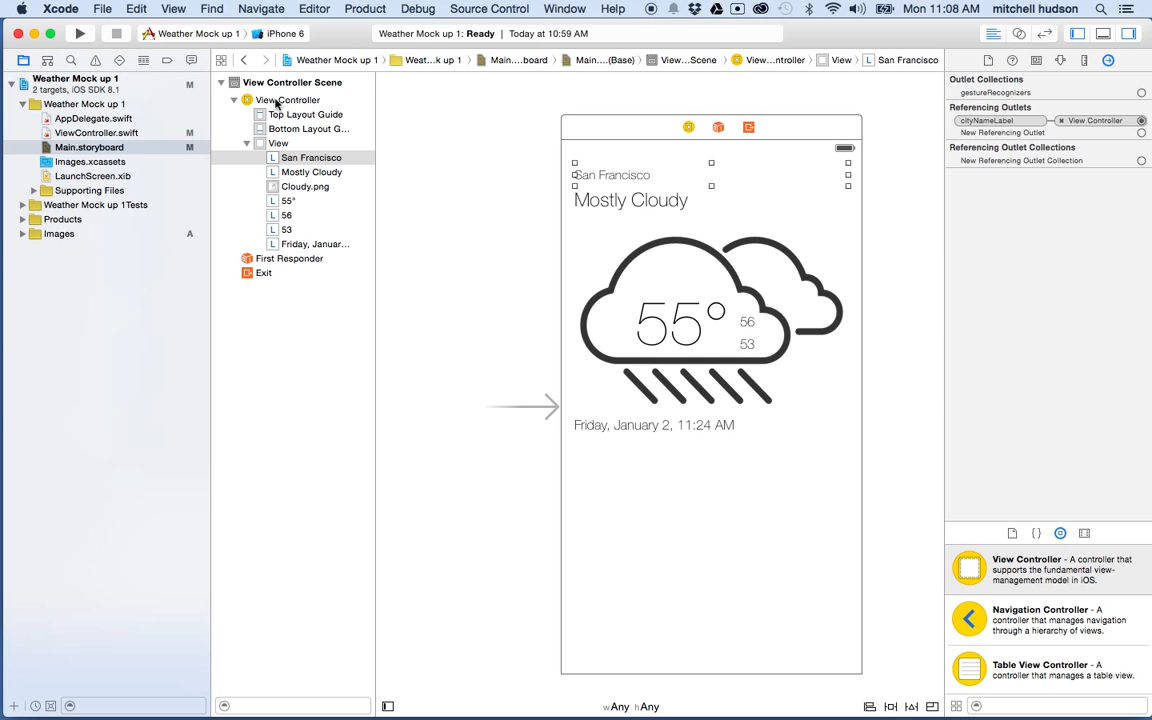 Xcode File Edit View Find Navigate Editor Product Debug Source Control Window Help Mon 11:08 AM mitchell hudson
Weather Mock up 1 iPhone 6 Weather Mock up 1: Ready | Today at 10:59 AM
Weather Mock up 1 Weat...k up 1 Main....board Main....(Base) View...Scene View...ntroller View San Francisco
Weather Mock up 1
2 targets, iOS SDK 8.1
M
Weather Mock up 1
AppDelegate.swift
ViewController.swift M
Main.storyboard M
Images.xcassets
LaunchScreen.xib
Supporting Files
Weather Mock up 1Tests
Products
Images A
View Controller Scene
View Controller
Top Layout Guide
Bottom Layout G...
View
L San Francisco
L Mostly Cloudy
Cloudy.png
L 55°
L 56
L 53
L Friday, Januar...
First Responder
Exit
San Francisco
Mostly Cloudy
55°
56
53
Friday, January 2, 11:24 AM
wAny hAny
Outlet Collections
gestureRecognizers
Referencing Outlets
cityNameLabel View Controller
New Referencing Outlet
Referencing Outlet Collections
New Referencing Outlet Collection
View Controller - A controller that
supports the fundamental view-
management model in iOS.
Navigation Controller - A
controller that manages navigation
through a hierarchy of views.
Table View Controller - A
controller that manages a table view.